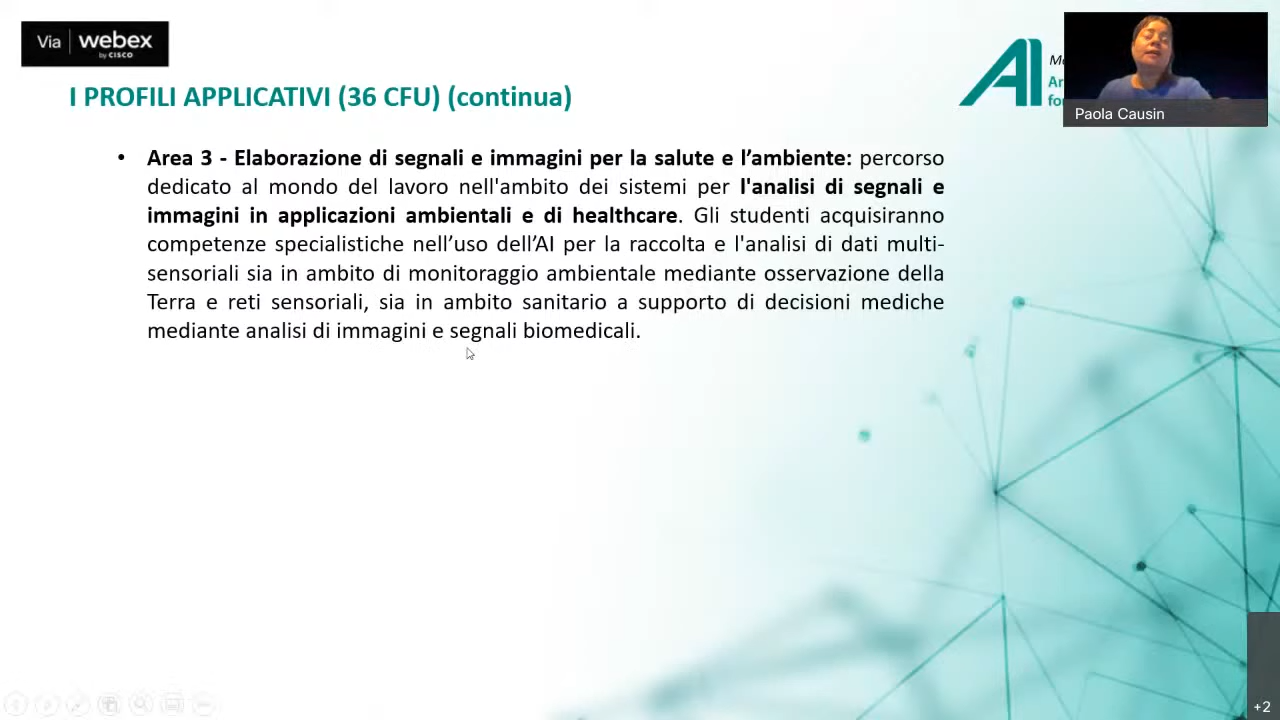 Via webex
by CISCO
I PROFILI APPLICATIVI (36 CFU) (continua)
AI
Paola Causin
• Area 3 - Elaborazione di segnali e immagini per la salute e l’ambiente: percorso
dedicato al mondo del lavoro nell'ambito dei sistemi per l'analisi di segnali e
immagini in applicazioni ambientali e di healthcare. Gli studenti acquisiranno
competenze specialistiche nell’uso dell’AI per la raccolta e l'analisi di dati multi-
sensoriali sia in ambito di monitoraggio ambientale mediante osservazione della
Terra e reti sensoriali, sia in ambito sanitario a supporto di decisioni mediche
mediante analisi di immagini e segnali biomedicali.
+2